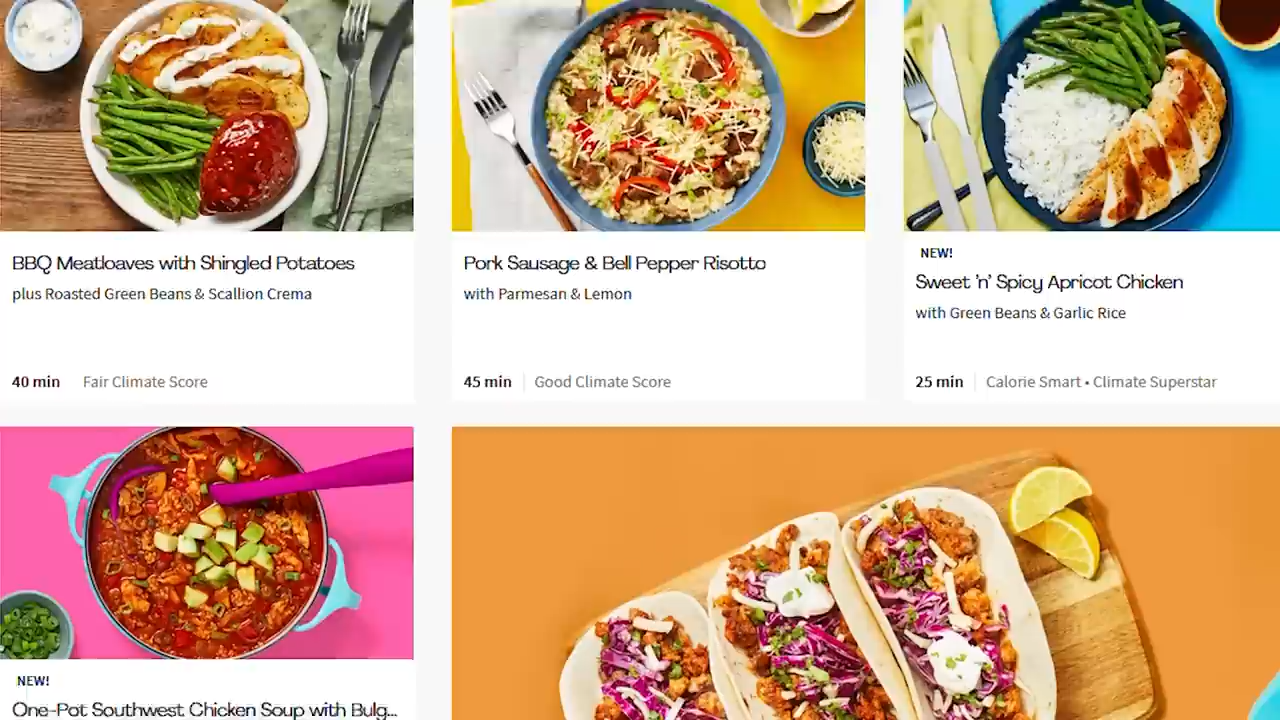 BBQ Meatloaves with Shingled Potatoes
plus Roasted Green Beans & Scallion Crema
40 min Fair Climate Score
Pork Sausage & Bell Pepper Risotto
with Parmesan & Lemon
45 min Good Climate Score
NEW!
Sweet 'n' Spicy Apricot Chicken
with Green Beans & Garlic Rice
25 min Calorie Smart • Climate Superstar
NEW!
One-Pot Southwest Chicken Soup with Bulg...